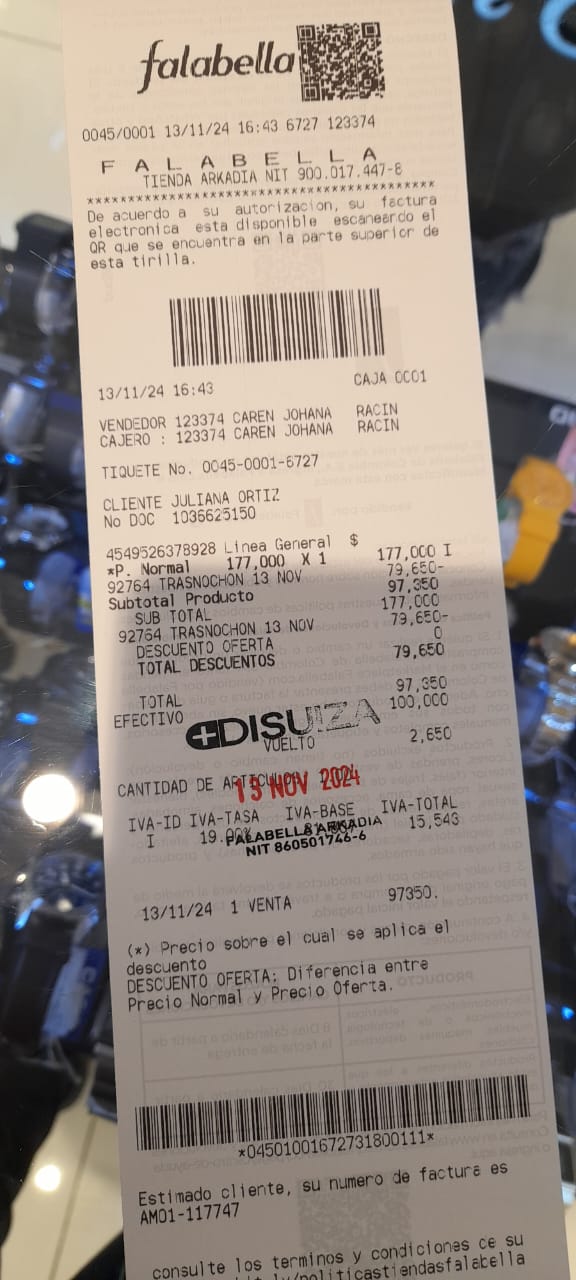 falabella
0045/0001 13/11/24 16:43 6727 123374
F A L A B E L L A
TIENDA ARKADIA NIT 900.017.447-8
****************************************
De acuerdo a su autorizacion, su factura
electronica esta disponible escaneando el
QR que se encuentra en la parte superior de
esta tirilla.
13/11/24 16:43 CAJA 0001
VENDEDOR 123374 CAREN JOHANA RACIN
CAJERO : 123374 CAREN JOHANA RACIN
TIQUETE No. 0045-0001-6727
CLIENTE JULIANA ORTIZ
No DOC 1036625150
4549526378928 Linea General $
*P. Normal 177,000 X 1 177,000 I
92764 TRASNOCHON 13 NOV 79,650-
Subtotal Producto 97,350
SUB TOTAL 177,000
92764 TRASNOCHON 13 NOV 79,650-
DESCUENTO OFERTA 0
TOTAL DESCUENTOS 79,650
TOTAL 97,350
EFECTIVO 100,000
DISUIZA
VUELTO 2,650
CANTIDAD DE ARTICULOS
15 NOV 2024
IVA-ID IVA-TASA IVA-BASE IVA-TOTAL
I 19.00% 15,543
FALABELLA ARKADIA
NIT 860501746-6
13/11/24 1 VENTA 97350.
(*) Precio sobre el cual se aplica el
descuento
DESCUENTO OFERTA: Diferencia entre
Precio Normal y Precio Oferta.
*04501001672731800111*
Estimado cliente, su numero de factura es
AM01-117747
consulte los terminos y condiciones de su
/politicastiendasfalabella